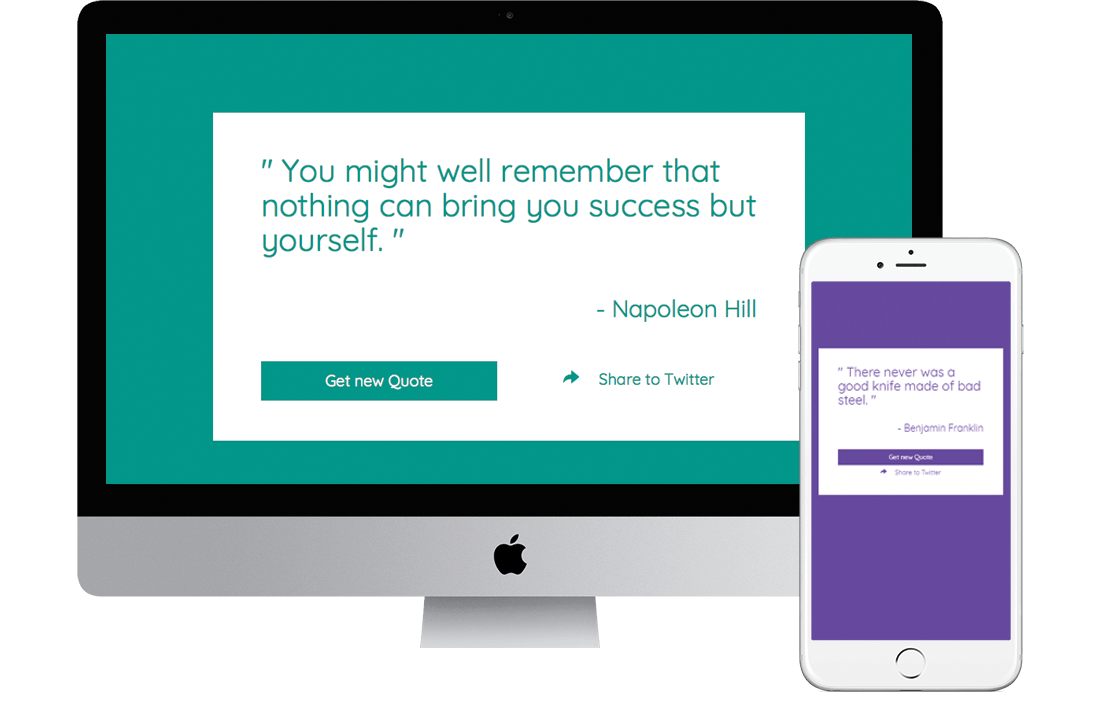 " You might well remember that
nothing can bring you success but
yourself. "
- Napoleon Hill
Get new Quote
Share to Twitter
" There never was a
good knife made of bad
steel. "
- Benjamin Franklin
Get new Quote
Share to Twitter